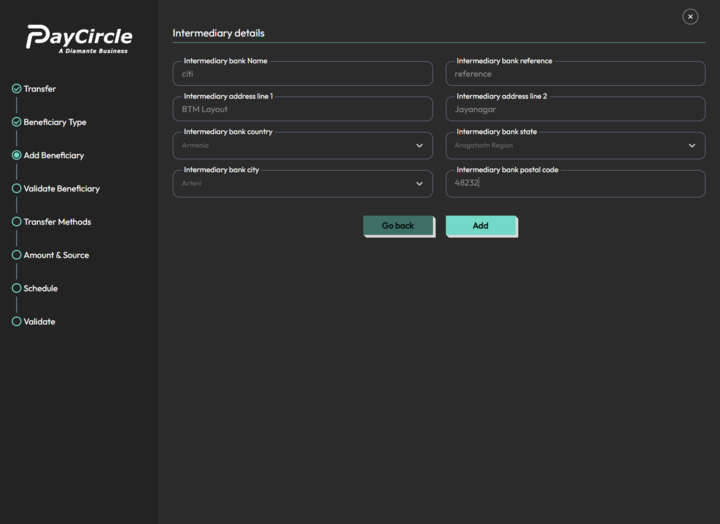 PayCircle
A Diamante Business
Transfer
Beneficiary Type
Add Beneficiary
Validate Beneficiary
Transfer Methods
Amount & Source
Schedule
Validate
Intermediary details
Intermediary bank Name
citi
Intermediary bank reference
reference
Intermediary address line 1
BTM Layout
Intermediary address line 2
Jayanagar
Intermediary bank country
Armenia
Intermediary bank state
Aragatsotn Region
Intermediary bank city
Arteni
Intermediary bank postal code
48232
Go back
Add